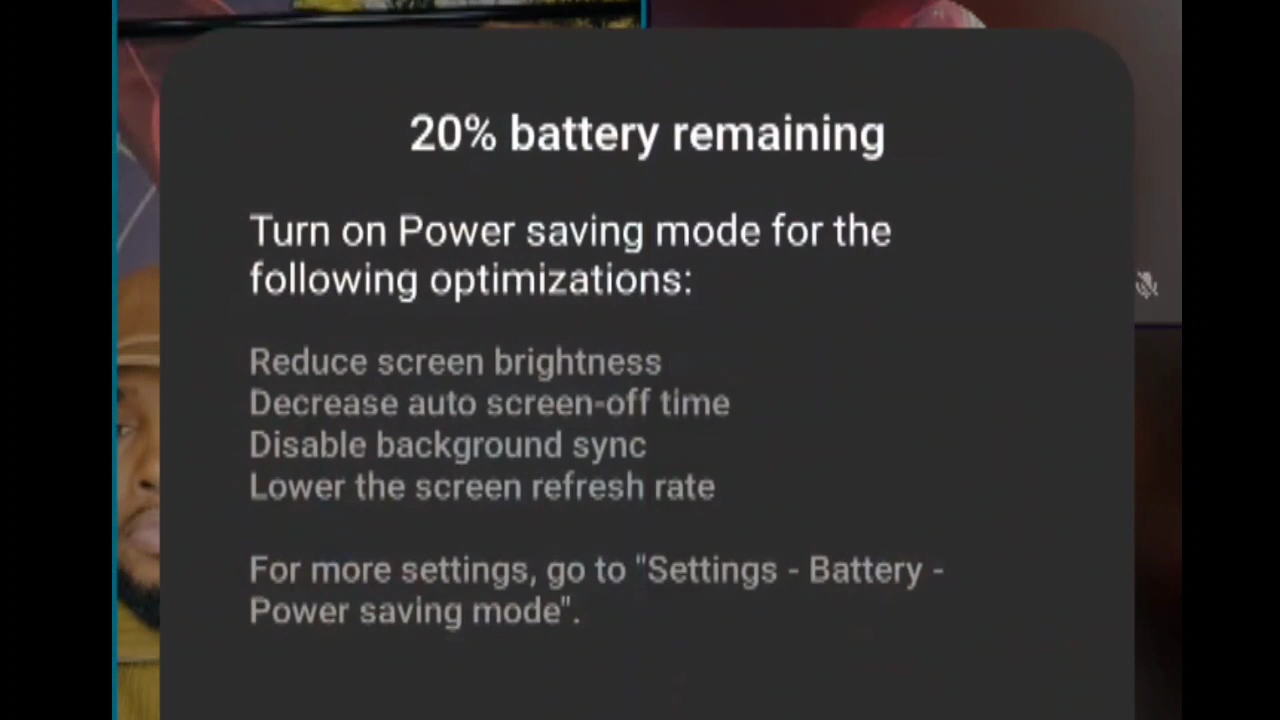 20% battery remaining
Turn on Power saving mode for the
following optimizations:
Reduce screen brightness
Decrease auto screen-off time
Disable background sync
Lower the screen refresh rate
For more settings, go to "Settings - Battery -
Power saving mode".